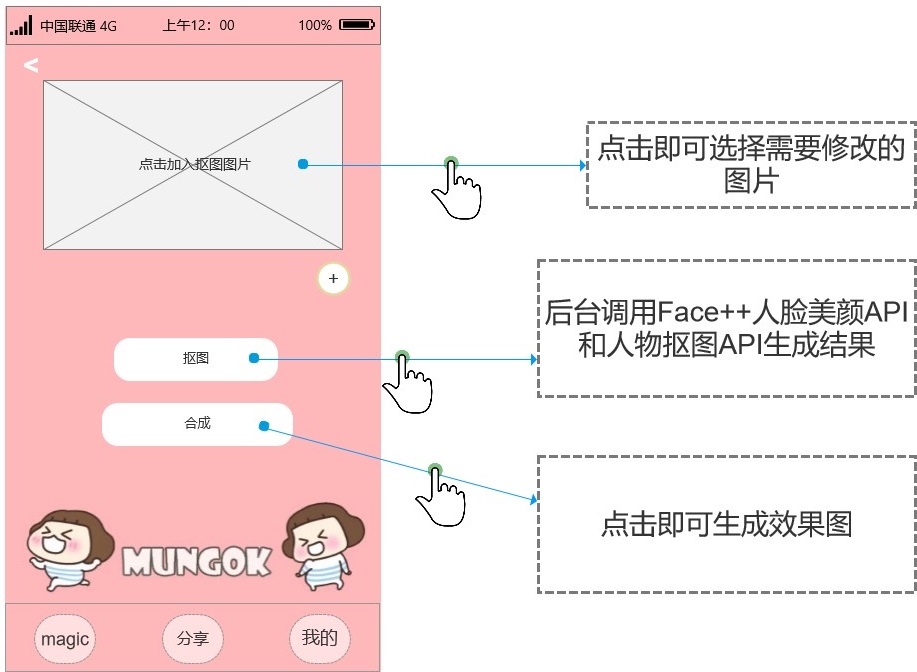 中国联通 4G 上午12：00 100%
<
点击加入抠图图片
点击即可选择需要修改的
图片
+
后台调用Face++人脸美颜API
和人物抠图API生成结果
抠图
合成
点击即可生成效果图
MUNGOK
magic 分享 我的